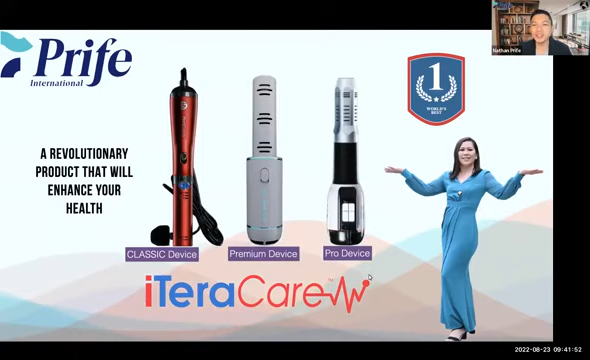 Prife
International
A REVOLUTIONARY
PRODUCT THAT WILL
ENHANCE YOUR
HEALTH
1
WORLD'S
BEST
CLASSIC Device
Premium Device
Pro Device
iTeraCare
Prife
Nathan Prife
2022-08-23 09:41:52